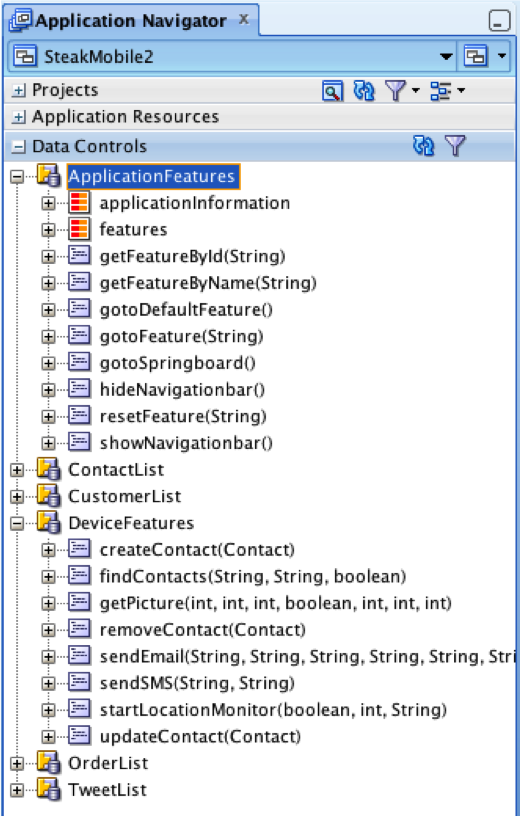 Application Navigator x
SteakMobile2
Projects
Application Resources
Data Controls
ApplicationFeatures
applicationInformation
features
getFeatureById(String)
getFeatureByName(String)
gotoDefaultFeature()
gotoFeature(String)
gotoSpringboard()
hideNavigationbar()
resetFeature(String)
showNavigationbar()
ContactList
CustomerList
DeviceFeatures
createContact(Contact)
findContacts(String, String, boolean)
getPicture(int, int, int, boolean, int, int, int)
removeContact(Contact)
sendEmail(String, String, String, String, String, Stri
sendSMS(String, String)
startLocationMonitor(boolean, int, String)
updateContact(Contact)
OrderList
TweetList